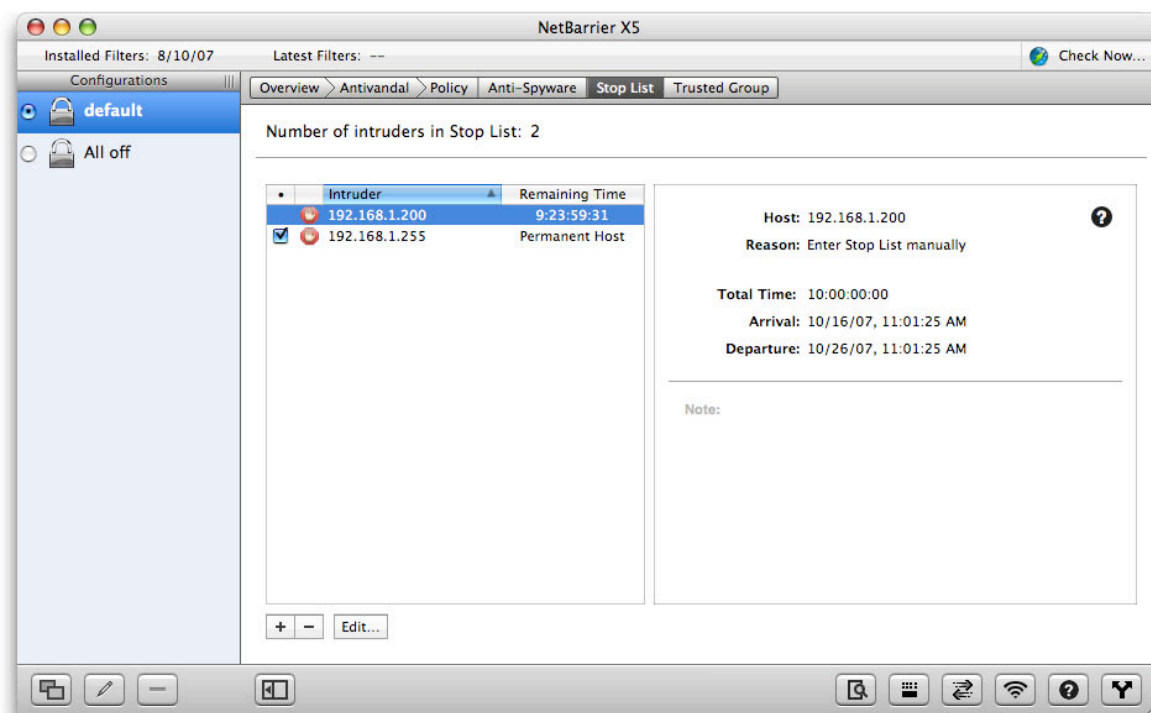 NetBarrier X5
Installed Filters: 8/10/07 Latest Filters: -- Check Now...
Configurations
Overview Antivandal Policy Anti-Spyware Stop List Trusted Group
default
All off
Number of intruders in Stop List: 2
• Intruder Remaining Time
192.168.1.200 9:23:59:31
192.168.1.255 Permanent Host
Host: 192.168.1.200
Reason: Enter Stop List manually
Total Time: 10:00:00:00
Arrival: 10/16/07, 11:01:25 AM
Departure: 10/26/07, 11:01:25 AM
Note:
+ – Edit...